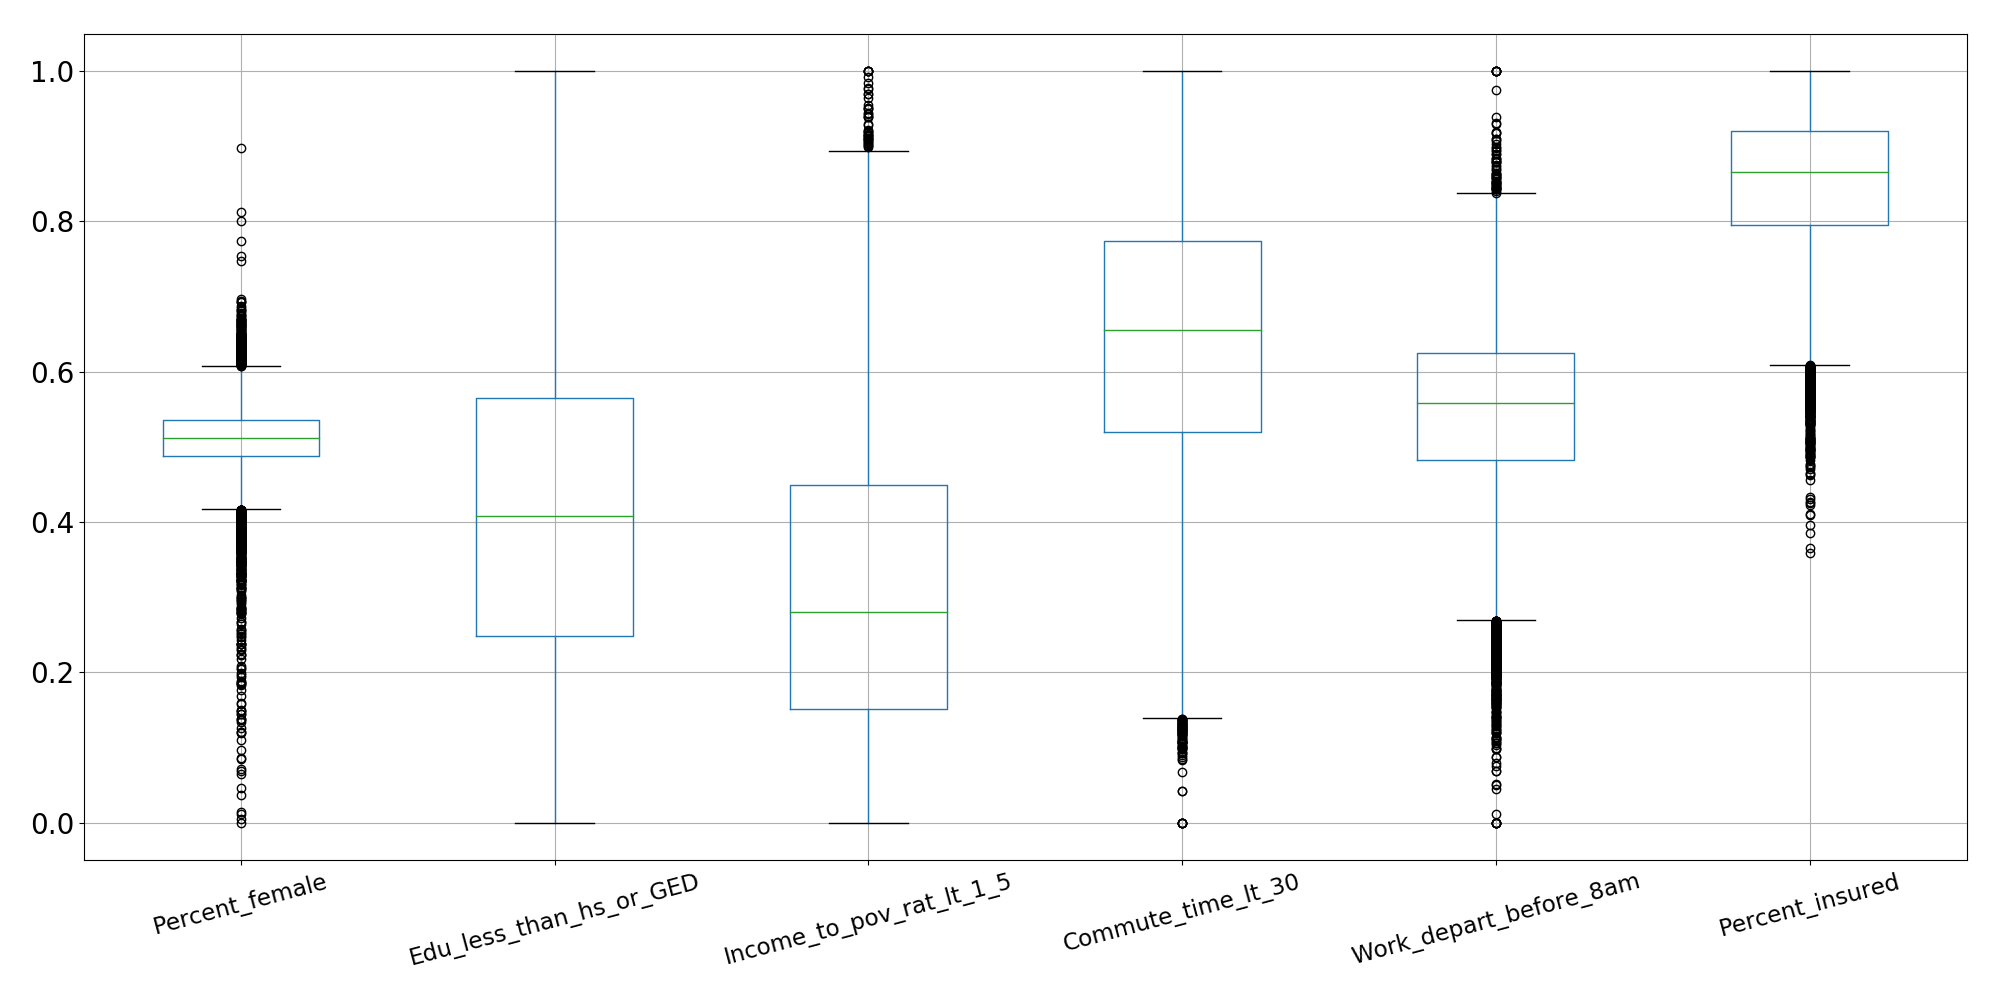 1.0
0.8
0.6
0.4
0.2
0.0
Percent_female
Edu_less_than_hs_or_GED
Income_to_pov_rat_lt_1_5
Commute_time_lt_30
Work_depart_before_8am
Percent_insured